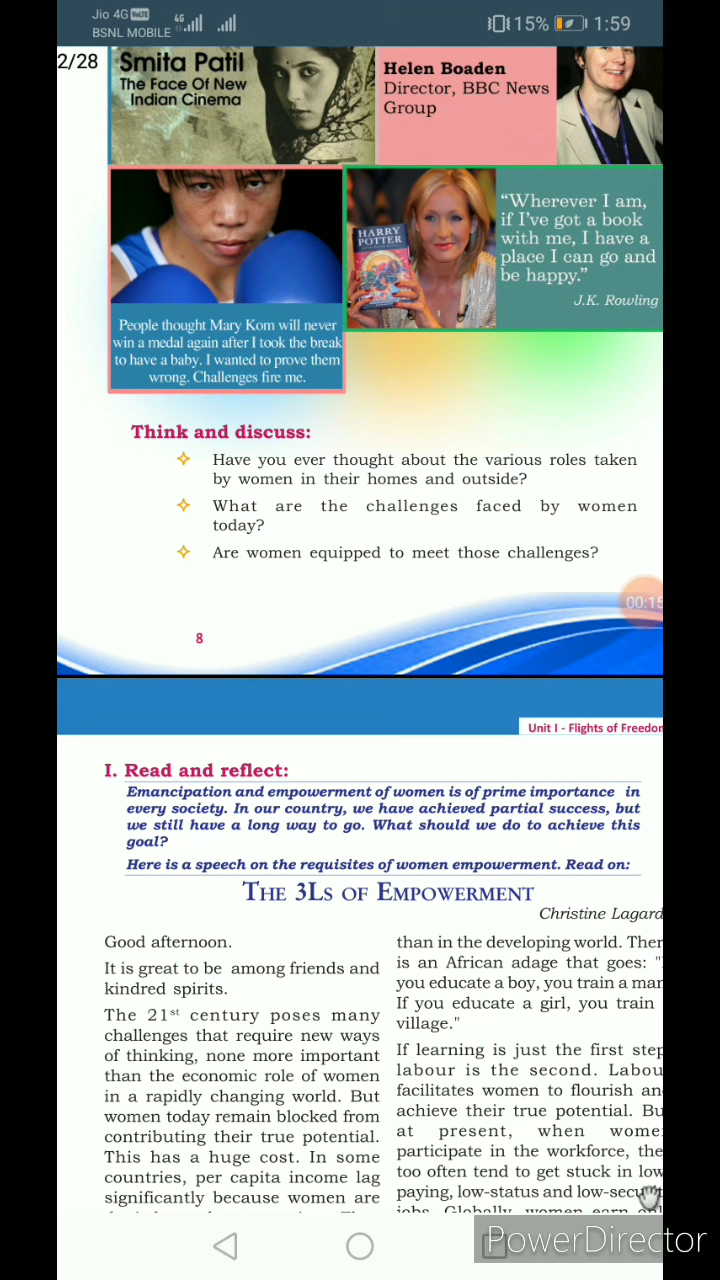 Jio 4G VoLTE
BSNL MOBILE
4G
15%
1:59
2/28
Smita Patil
The Face Of New
Indian Cinema
Helen Boaden
Director, BBC News
Group
HARRY
POTTER
“Wherever I am,
if I’ve got a book
with me, I have a
place I can go and
be happy.”
J.K. Rowling
People thought Mary Kom will never
win a medal again after I took the break
to have a baby. I wanted to prove them
wrong. Challenges fire me.
Think and discuss:
Have you ever thought about the various roles taken
by women in their homes and outside?
What are the challenges faced by women
today?
Are women equipped to meet those challenges?
00:15
8
Unit I - Flights of Freedom
I. Read and reflect:
Emancipation and empowerment of women is of prime importance in
every society. In our country, we have achieved partial success, but
we still have a long way to go. What should we do to achieve this
goal?
Here is a speech on the requisites of women empowerment. Read on:
THE 3LS OF EMPOWERMENT
Christine Lagard
Good afternoon.
It is great to be among friends and
kindred spirits.
The 21st century poses many
challenges that require new ways
of thinking, none more important
than the economic role of women
in a rapidly changing world. But
women today remain blocked from
contributing their true potential.
This has a huge cost. In some
countries, per capita income lag
significantly because women are
than in the developing world. Ther
is an African adage that goes: "
you educate a boy, you train a man
If you educate a girl, you train
village."
If learning is just the first step
labour is the second. Labou
facilitates women to flourish an
achieve their true potential. Bu
at present, when wome
participate in the workforce, the
too often tend to get stuck in low
paying, low-status and low-securit
jobs. Globally, women earn onl
PowerDirector